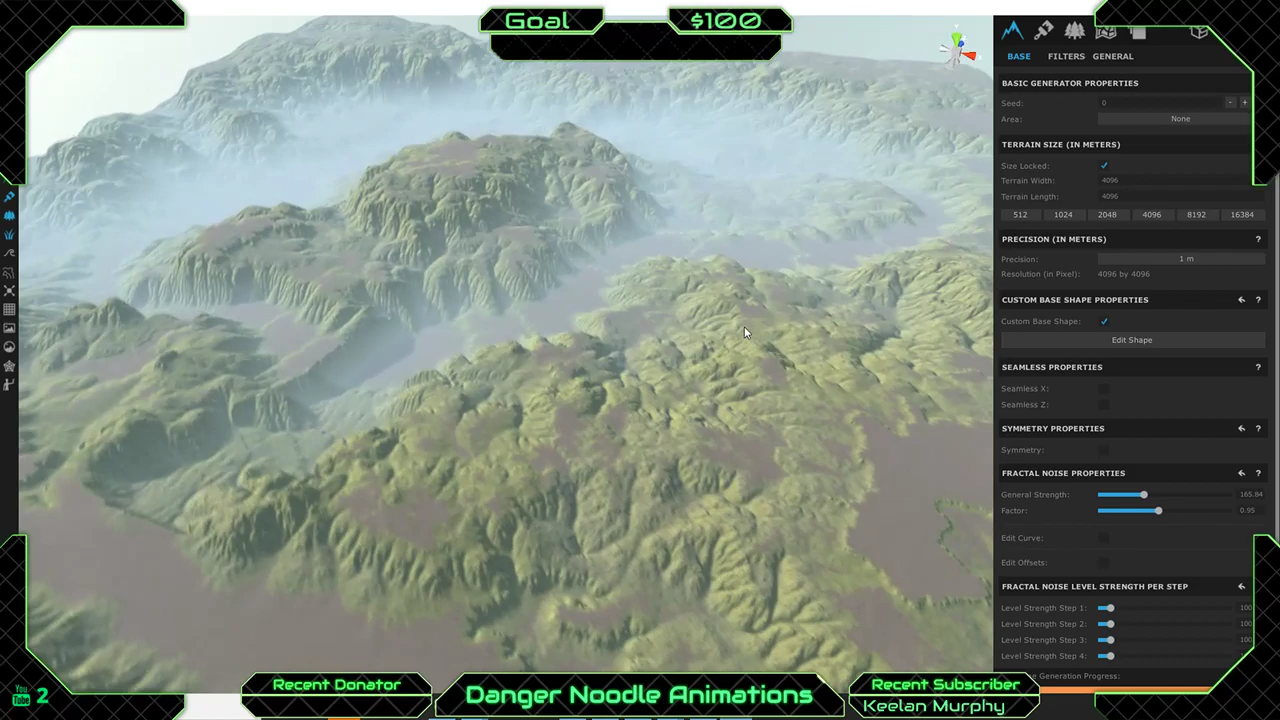 Goal
$100
BASE
FILTERS
GENERAL
BASIC GENERATOR PROPERTIES
Seed:
0
-
+
Area:
None
TERRAIN SIZE (IN METERS)
Size Locked:
Terrain Width:
4096
Terrain Length:
4096
512
1024
2048
4096
8192
16384
PRECISION (IN METERS)
?
Precision:
1 m
Resolution (in Pixel):
4096 by 4096
CUSTOM BASE SHAPE PROPERTIES
?
Custom Base Shape:
Edit Shape
SEAMLESS PROPERTIES
?
Seamless X:
Seamless Z:
SYMMETRY PROPERTIES
?
Symmetry:
FRACTAL NOISE PROPERTIES
?
General Strength:
165.84
Factor:
0.95
Edit Curve:
Edit Offsets:
FRACTAL NOISE LEVEL STRENGTH PER STEP
Level Strength Step 1:
100
Level Strength Step 2:
100
Level Strength Step 3:
100
Level Strength Step 4:
Generation Progress:
You
Tube
2
Recent Donator
Danger Noodle Animations
Recent Subscriber
Keelan Murphy